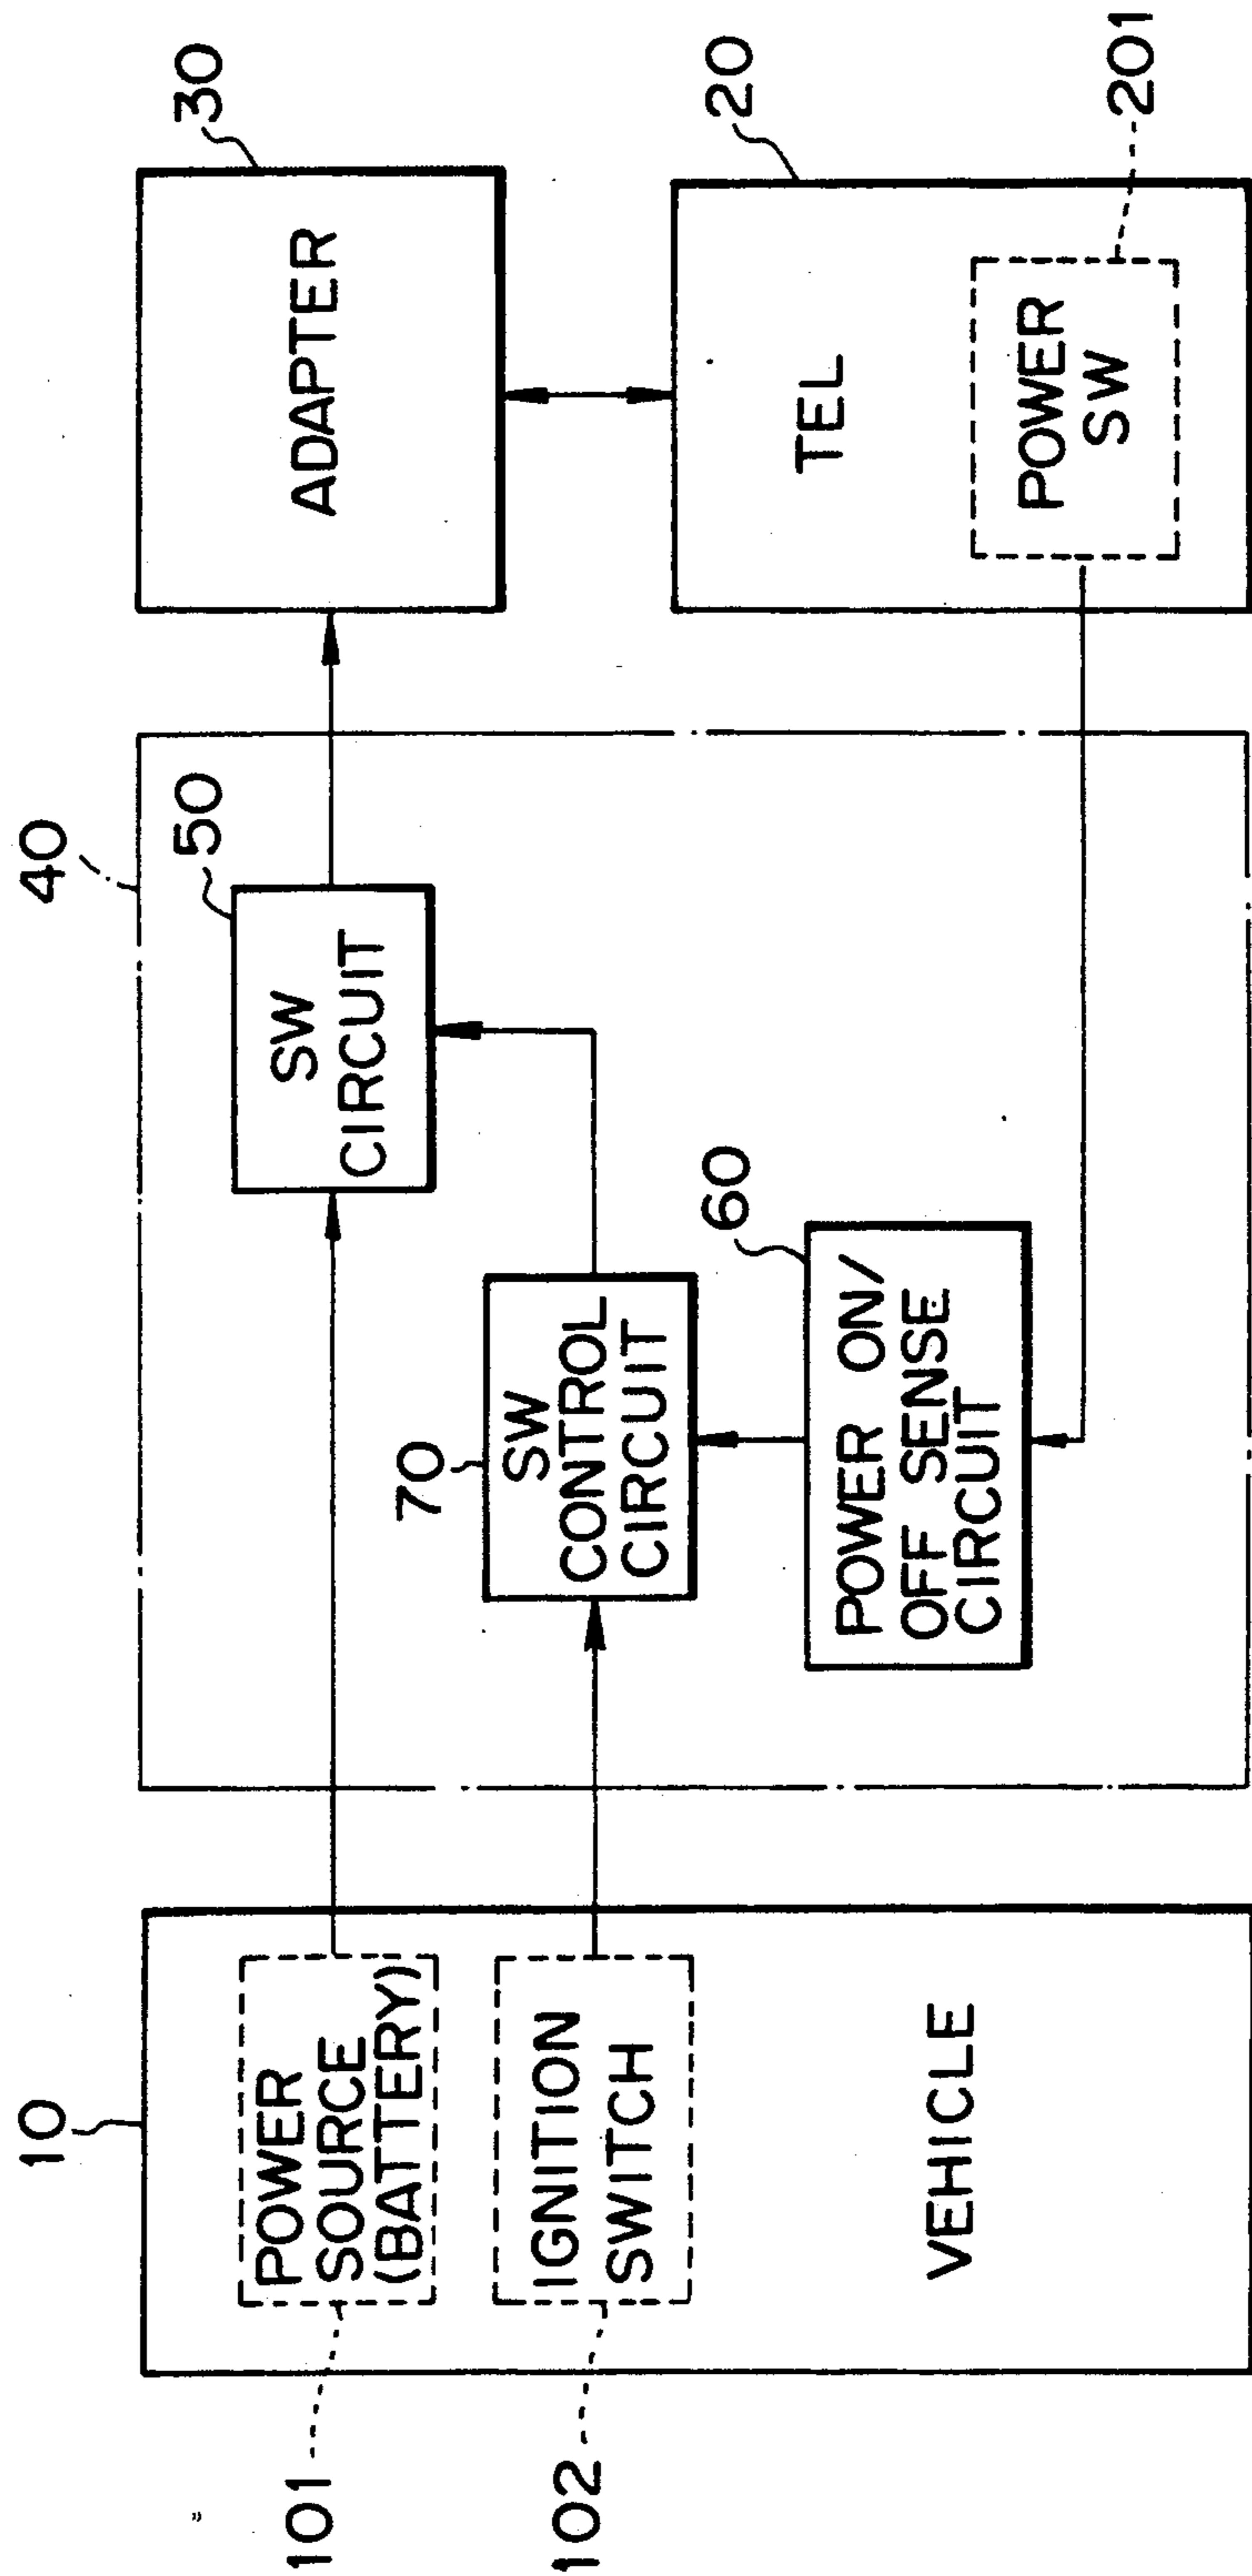 10
101
POWER
SOURCE
(BATTERY)
102
IGNITION
SWITCH
VEHICLE
40
50
SW
CIRCUIT
70
SW
CONTROL
CIRCUIT
60
POWER ON/
OFF SENSE
CIRCUIT
30
ADAPTER
20
TEL
POWER
SW
201